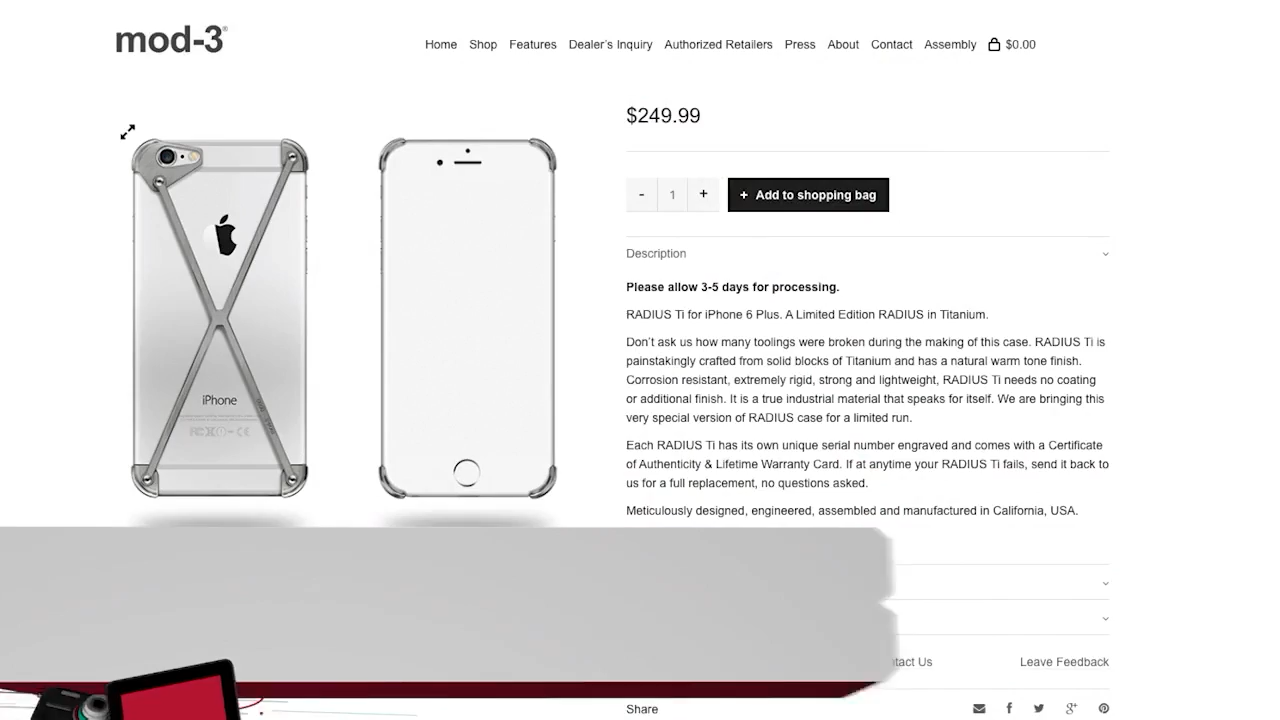 mod-3®
Home Shop Features Dealer's Inquiry Authorized Retailers Press About Contact Assembly $0.00
$249.99
- 1 + + Add to shopping bag
Description
Please allow 3-5 days for processing.
RADIUS Ti for iPhone 6 Plus. A Limited Edition RADIUS in Titanium.
Don't ask us how many toolings were broken during the making of this case. RADIUS Ti is
painstakingly crafted from solid blocks of Titanium and has a natural warm tone finish.
Corrosion resistant, extremely rigid, strong and lightweight, RADIUS Ti needs no coating
or additional finish. It is a true industrial material that speaks for itself. We are bringing this
very special version of RADIUS case for a limited run.
Each RADIUS Ti has its own unique serial number engraved and comes with a Certificate
of Authenticity & Lifetime Warranty Card. If at anytime your RADIUS Ti fails, send it back to
us for a full replacement, no questions asked.
Meticulously designed, engineered, assembled and manufactured in California, USA.
iPhone
ntact Us Leave Feedback
Share